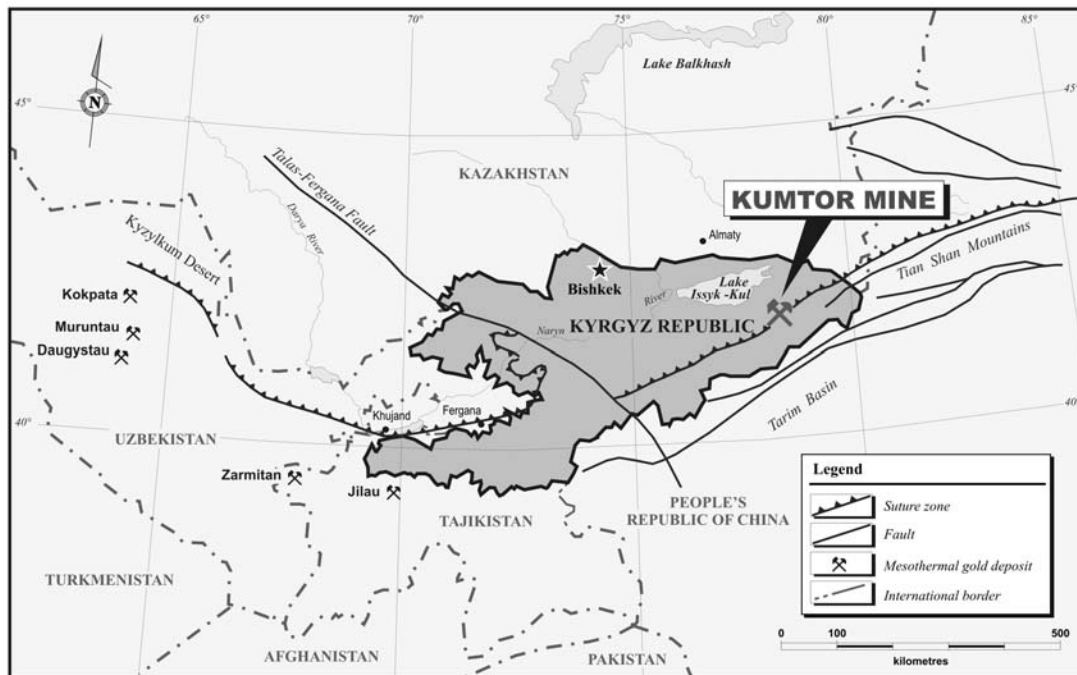 65°
70°
75°
80°
85°
Lake Balkhash
N
45°
45°
Talas-Fergana Fault
KAZAKHSTAN
KUMTOR MINE
Darya River
Almaty
Kyzylkum Desert
Tian Shan Mountains
Bishkek
Lake
Issyk -Kul
River
Kokpata
Naryn
KYRGYZ REPUBLIC
Muruntau
Daugystau
Tarim Basin
40°
40°
Khujand
Fergana
UZBEKISTAN
Zarmitan
Jilau
TAJIKISTAN
PEOPLE'S
REPUBLIC OF CHINA
TURKMENISTAN
AFGHANISTAN
PAKISTAN
Legend
Suture zone
Fault
Mesothermal gold deposit
International border
0 100 300 500
kilometres